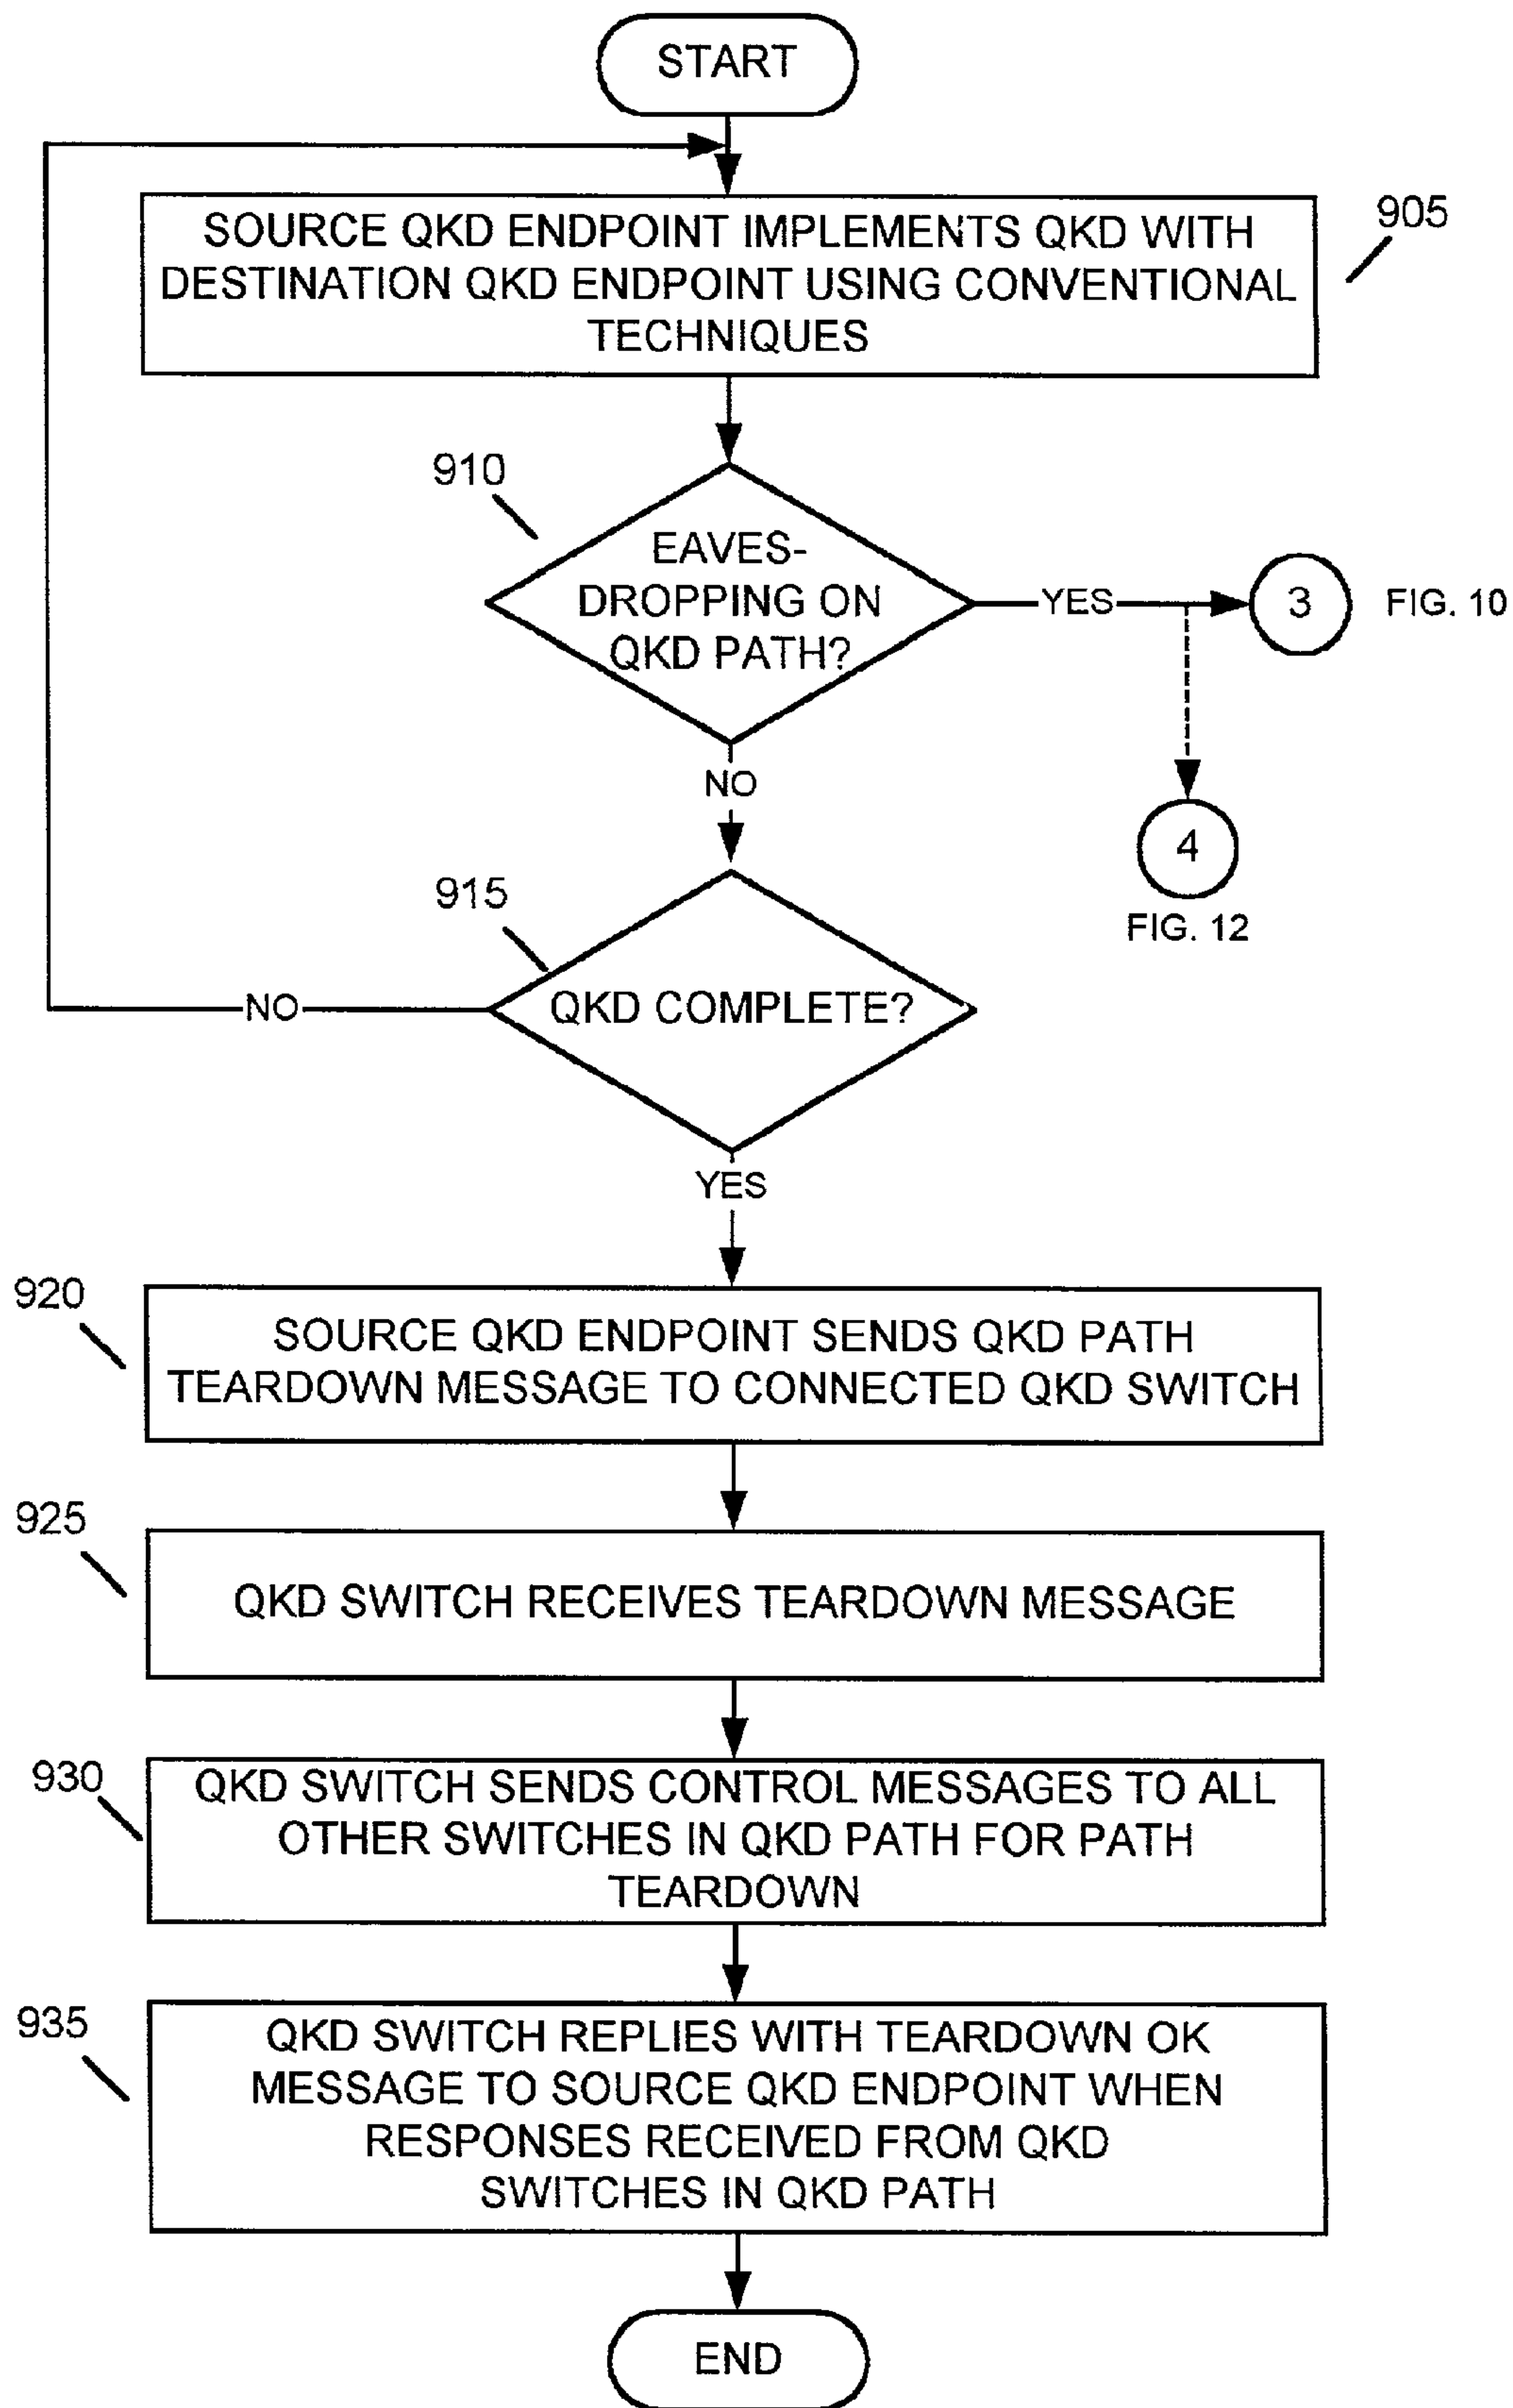 START
SOURCE QKD ENDPOINT IMPLEMENTS QKD WITH
DESTINATION QKD ENDPOINT USING CONVENTIONAL
TECHNIQUES
905
910
EAVES-
DROPPING ON
QKD PATH?
YES
3
FIG. 10
NO
4
FIG. 12
915
QKD COMPLETE?
NO
YES
920
SOURCE QKD ENDPOINT SENDS QKD PATH
TEARDOWN MESSAGE TO CONNECTED QKD SWITCH
925
QKD SWITCH RECEIVES TEARDOWN MESSAGE
930
QKD SWITCH SENDS CONTROL MESSAGES TO ALL
OTHER SWITCHES IN QKD PATH FOR PATH
TEARDOWN
935
QKD SWITCH REPLIES WITH TEARDOWN OK
MESSAGE TO SOURCE QKD ENDPOINT WHEN
RESPONSES RECEIVED FROM QKD
SWITCHES IN QKD PATH
END